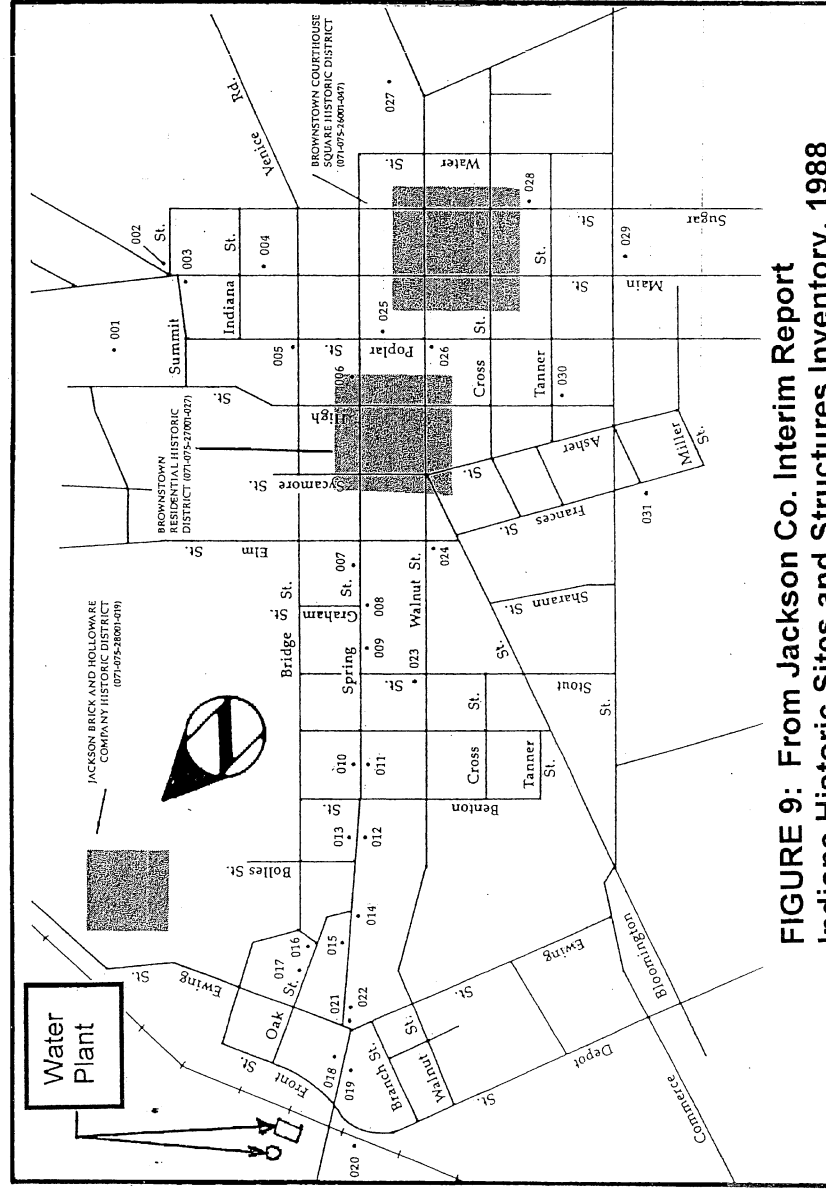 Water
Plant
JACKSON BRICK AND HOLLOWARE
COMPANY HISTORIC DISTRICT
(071-075-28001-019)
BROWNSTOWN
RESIDENTIAL HISTORIC
DISTRICT (071-075-27001-027)
BROWNSTOWN COURTHOUSE
SQUARE HISTORIC DISTRICT
(071-075-26001-047)
Venice Rd.
002
St.
003
004
St.
Indiana
Summit
001
005
St.
Poplar
006
St.
High
St.
Sycamore
St.
Elm
St.
Water
025
026
027
028
029
030
031
Sugar
St.
Main
St.
Cross
St.
Tanner
St.
Asher
St.
Miller
St.
Frances
St.
Sharann
St.
Stout
St.
St.
007
008
009
010
011
012
013
014
015
016
017
018
019
020
021
022
023
024
Bridge
St.
Graham
St.
Spring
St.
Walnut St.
St.
Cross
St.
Tanner
St.
Benton
St.
Bolles St.
Oak
St.
Front
St.
Ewing
St.
Ewing
St.
Branch St.
Walnut
St.
Depot
St.
Bloomington
St.
Commerce
FIGURE 9: From Jackson Co. Interim Report
Indiana Historic Sites and Structures Inventory, 1988